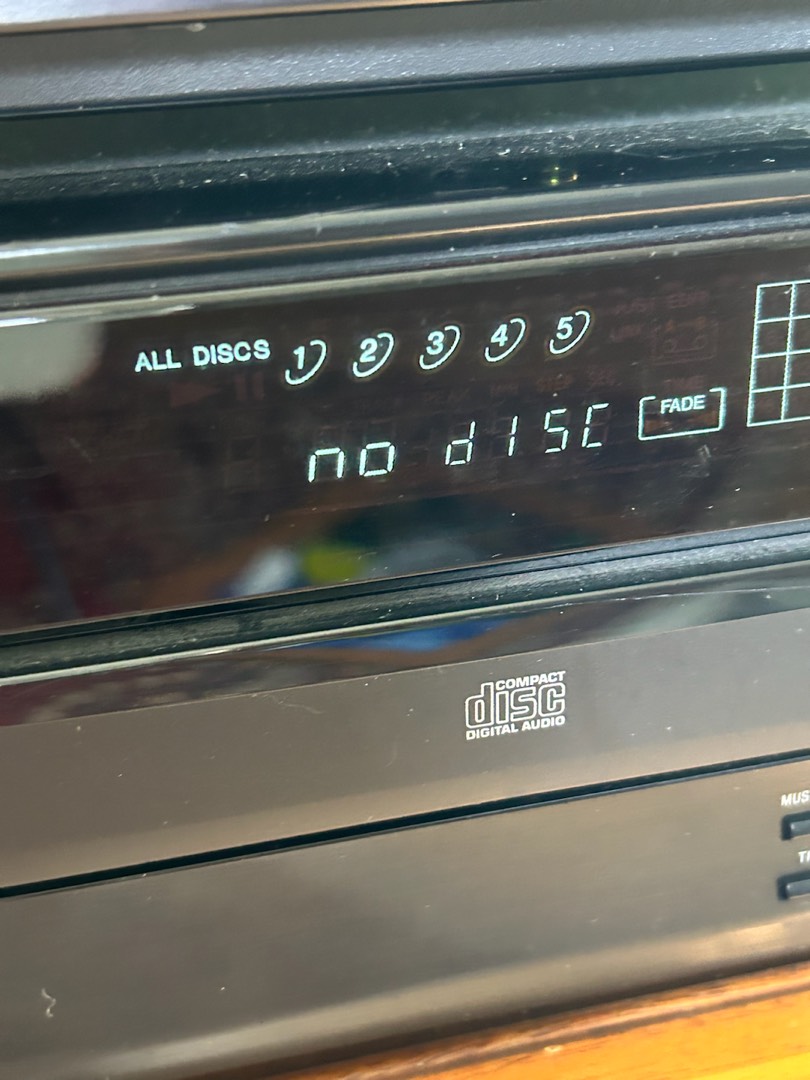 ALL DISCS 1 2 3 4 5
no dISC FADE
COMPACT
disc
DIGITAL AUDIO